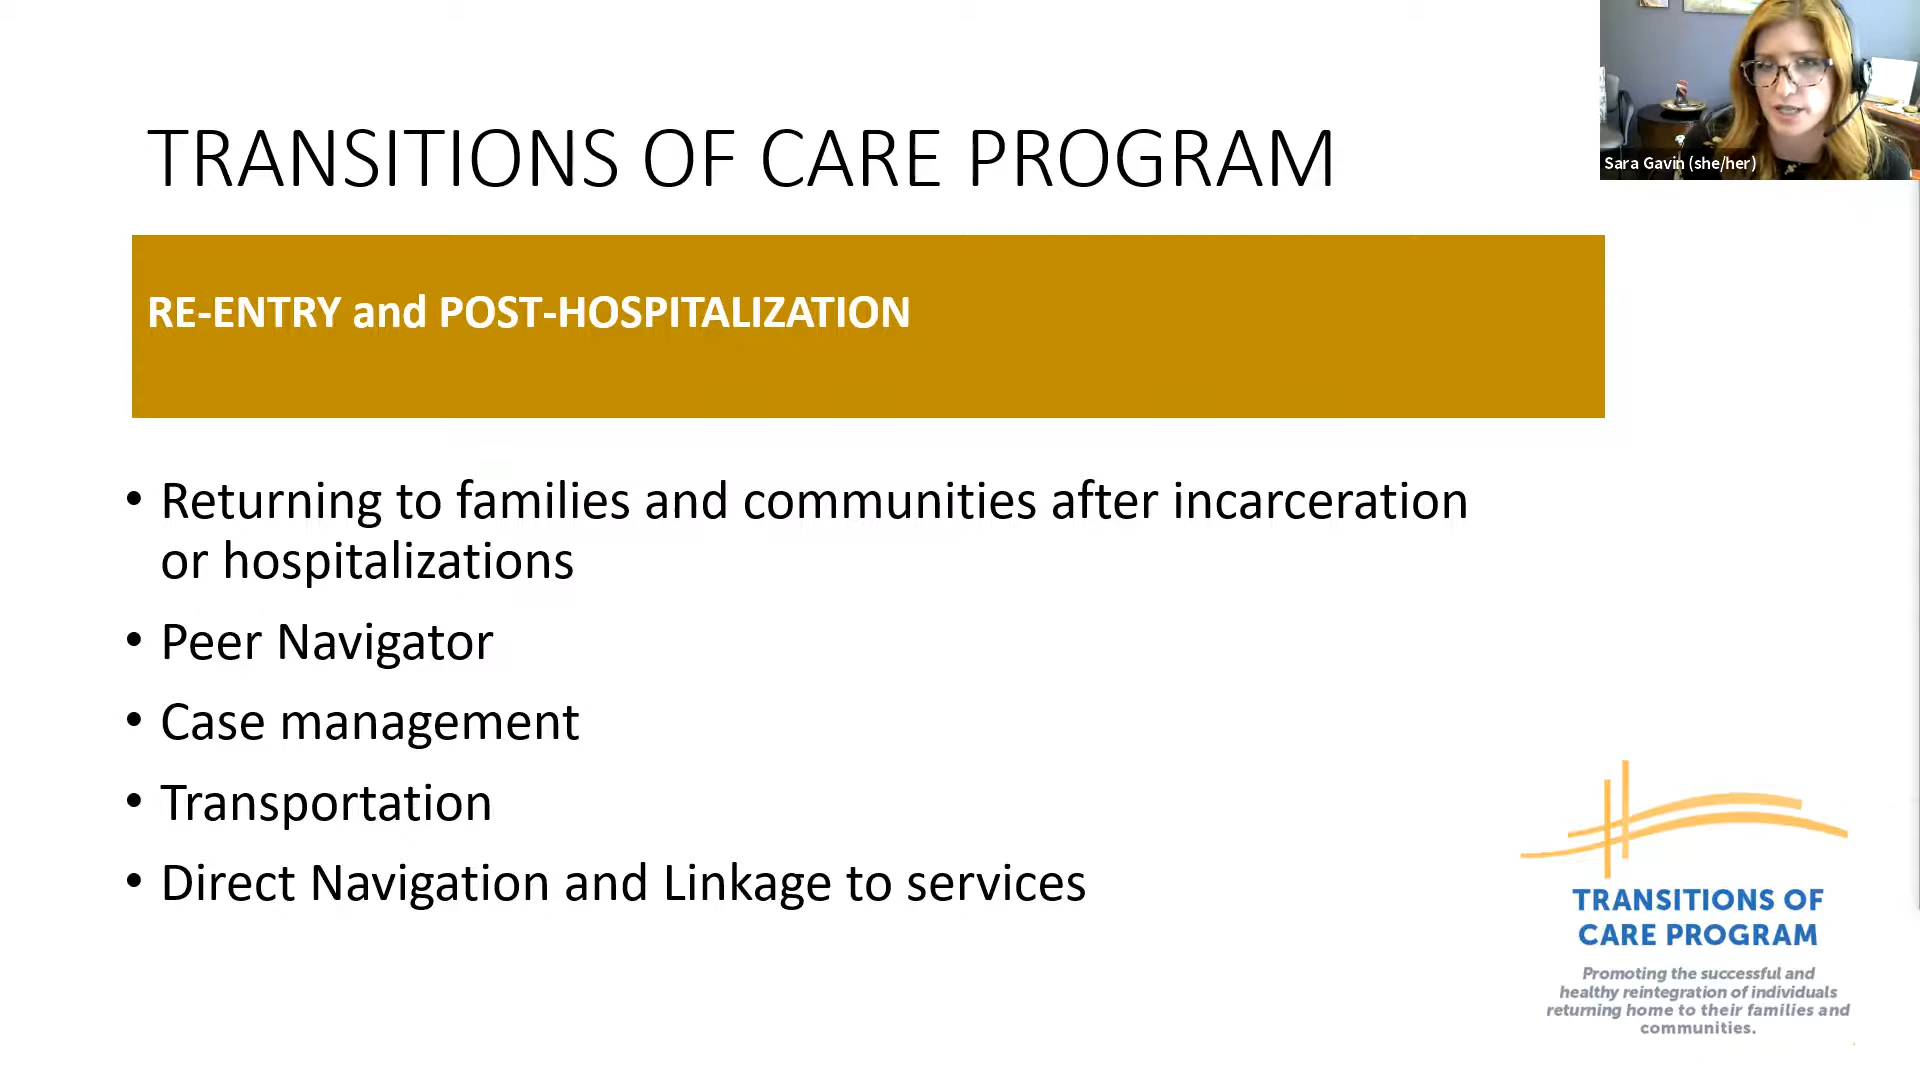 TRANSITIONS OF CARE PROGRAM
Sara Gavin (she/her)
RE-ENTRY and POST-HOSPITALIZATION
• Returning to families and communities after incarceration
or hospitalizations
• Peer Navigator
• Case management
• Transportation
• Direct Navigation and Linkage to services
TRANSITIONS OF
CARE PROGRAM
Promoting the successful and
healthy reintegration of individuals
returning home to their families and
communities.